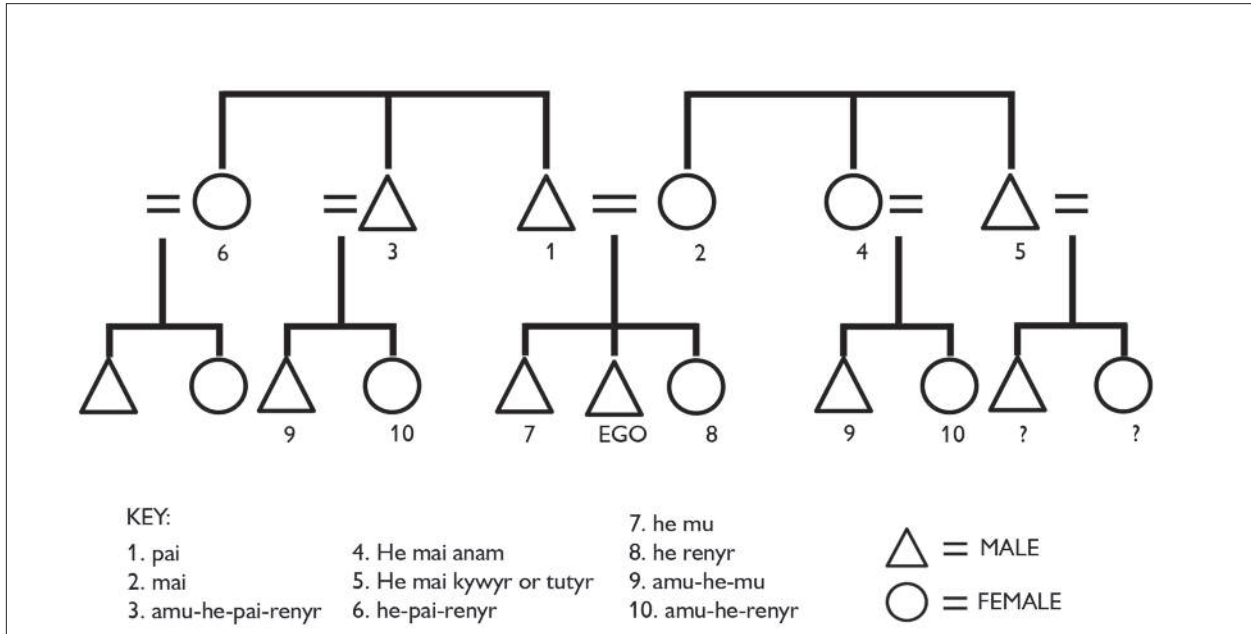 6 3 1 2 4 5
9 10 7 EGO 8 9 10 ? ?
KEY:
1. pai
2. mai
3. amu-he-pai-renyr
4. He mai anam
5. He mai kywyr or tutyr
6. he-pai-renyr
7. he mu
8. he renyr
9. amu-he-mu
10. amu-he-renyr
= MALE
= FEMALE